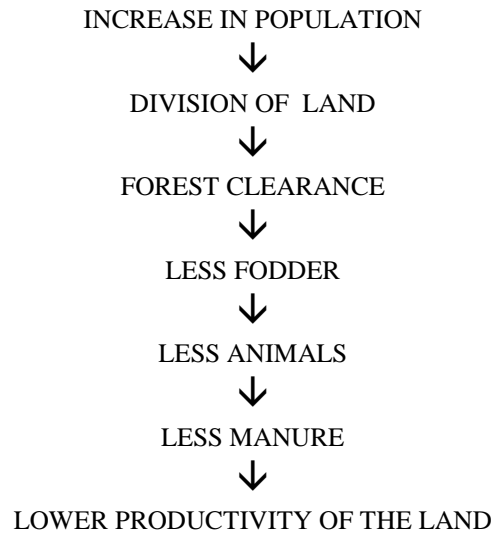 INCREASE IN POPULATION
↓
DIVISION OF LAND
↓
FOREST CLEARANCE
↓
LESS FODDER
↓
LESS ANIMALS
↓
LESS MANURE
↓
LOWER PRODUCTIVITY OF THE LAND